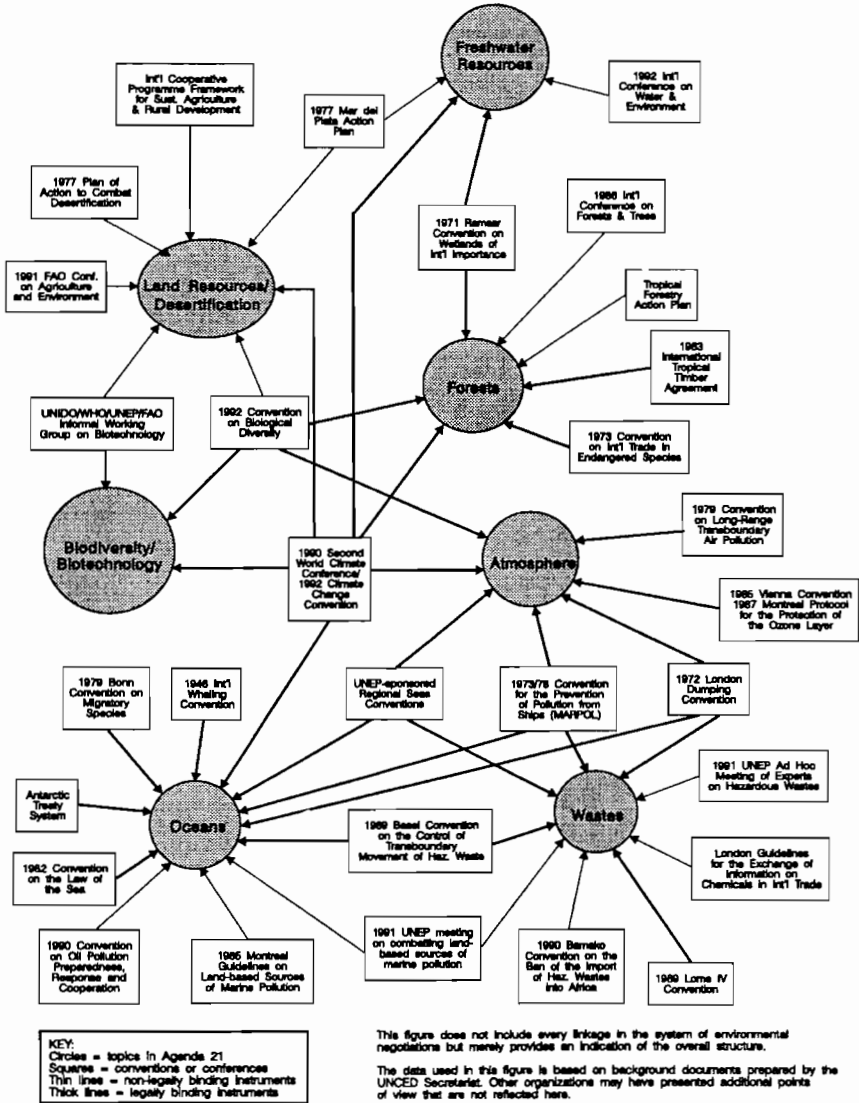 Freshwater
Resources
Int'l Cooperative
Programme Framework
for Sust. Agriculture
& Rural Development
1977 Mar del
Plata Action
Plan
1992 Int'l
Conference on
Water &
Environment
1977 Plan of
Action to Combat
Desertification
1986 Int'l
Conference on
Forests & Trees
1971 Ramsar
Convention on
Wetlands of
Int'l Importance
1991 FAO Conf.
on Agriculture
and Environment
Land Resources/
Desertification
Tropical
Forestry
Action Plan
1983
International
Tropical
Timber
Agreement
Forests
UNIDO/WHO/UNEP/FAO
Informal Working
Group on Biotechnology
1992 Convention
on Biological
Diversity
1973 Convention
on Int'l Trade in
Endangered Species
1979 Convention
on Long-Range
Transboundary
Air Pollution
Biodiversity/
Biotechnology
1990 Second
World Climate
Conference/
1992 Climate
Change
Convention
Atmosphere
1985 Vienna Convention
1987 Montreal Protocol
for the Protection of
the Ozone Layer
1979 Bonn
Convention on
Migratory
Species
1946 Int'l
Whaling
Convention
UNEP-sponsored
Regional Seas
Conventions
1973/78 Convention
for the Prevention
of Pollution from
Ships (MARPOL)
1972 London
Dumping
Convention
1991 UNEP Ad Hoc
Meeting of Experts
on Hazardous Wastes
Antarctic
Treaty
System
Oceans
1989 Basel Convention
on the Control of
Transboundary
Movement of Haz. Waste
Wastes
London Guidelines
for the Exchange of
Information on
Chemicals in Int'l Trade
1982 Convention
on the Law of
the Sea
1990 Convention
on Oil Pollution
Preparedness,
Response and
Cooperation
1985 Montreal
Guidelines on
Land-based Sources
of Marine Pollution
1991 UNEP meeting
on combatting land-
based sources of
marine pollution
1990 Bamako
Convention on the
Ban of the Import
of Haz. Wastes
into Africa
1989 Lome IV
Convention
KEY:
Circles = topics in Agenda 21
Squares = conventions or conferences
Thin lines = non-legally binding instruments
Thick lines = legally binding instruments
This figure does not include every linkage in the system of environmental
negotiations but merely provides an indication of the overall structure.
The data used in this figure is based on background documents prepared by the
UNCED Secretariat. Other organizations may have presented additional points
of view that are not reflected here.